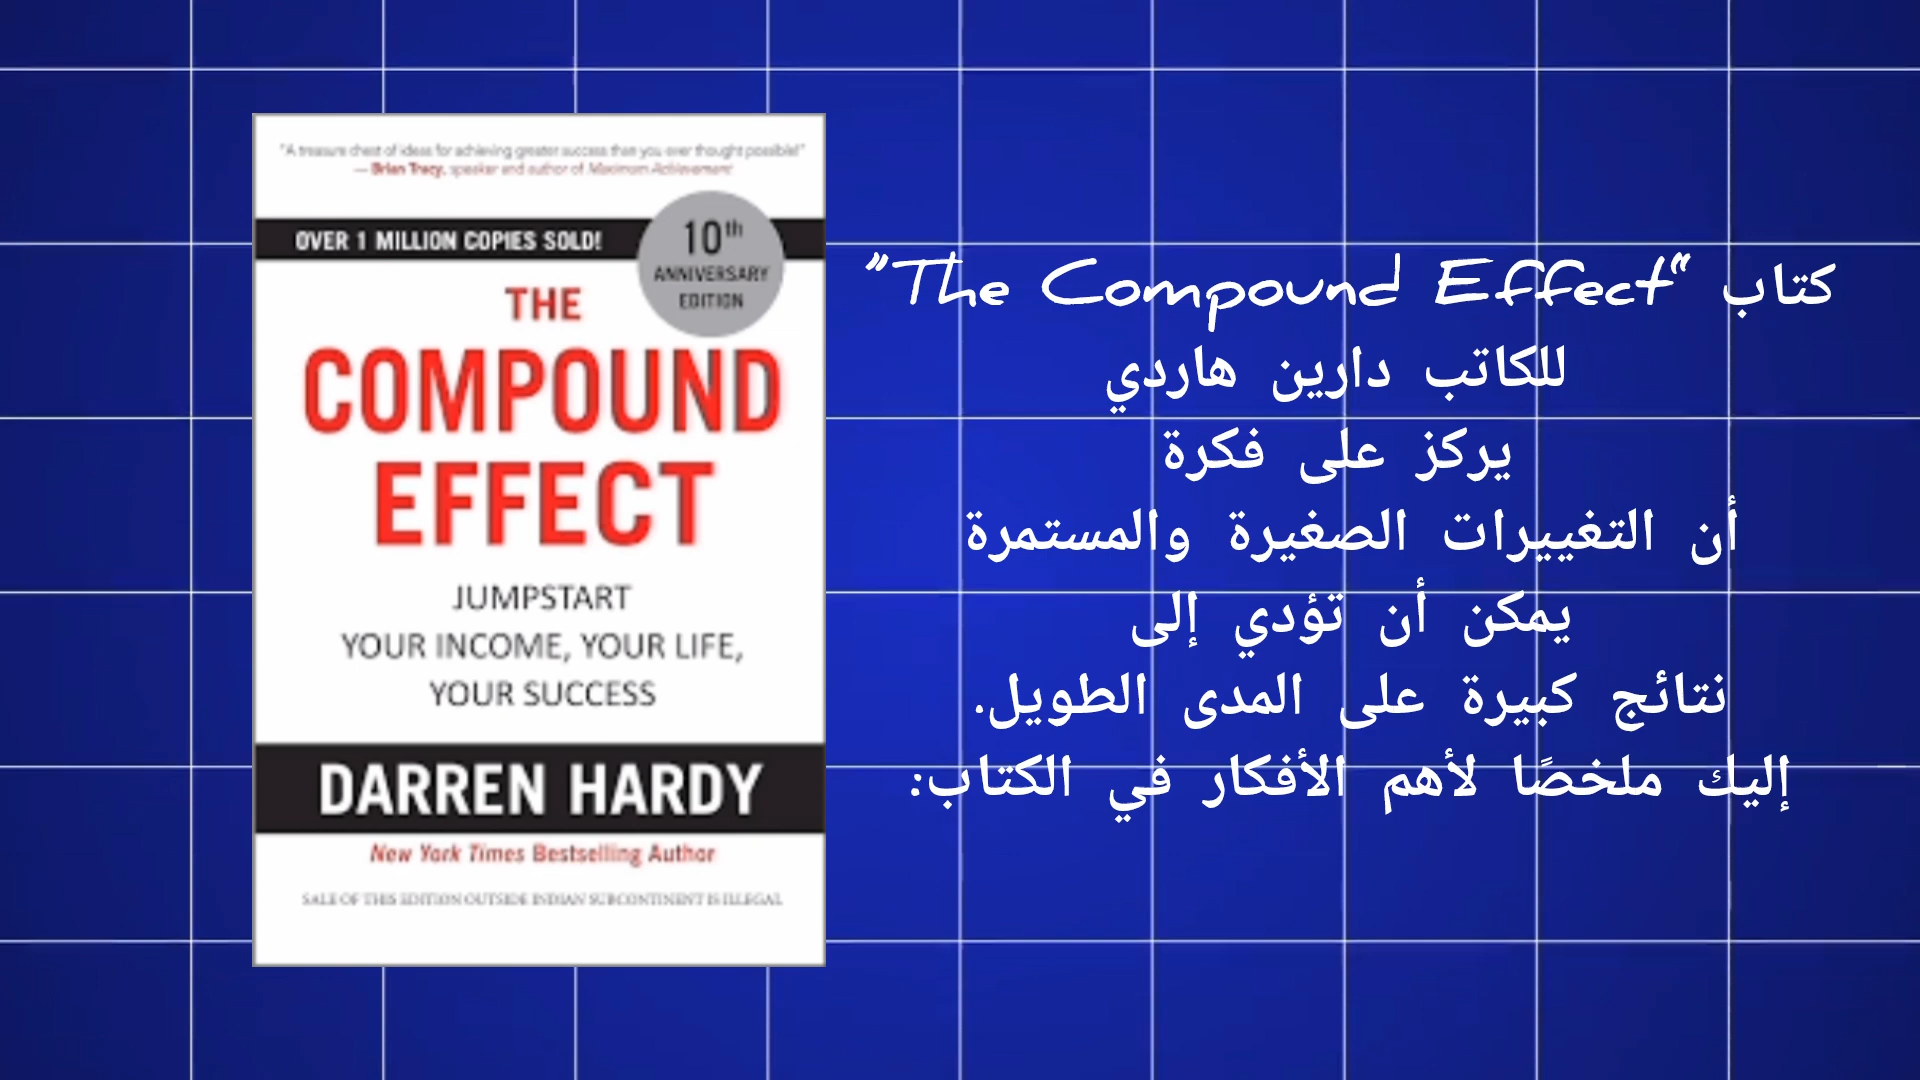 "A treasure chest of ideas for achieving greater success than you ever thought possible!"
— Brian Tracy, speaker and author of Maximum Achievement
OVER 1 MILLION COPIES SOLD!
10th
ANNIVERSARY
EDITION
THE
COMPOUND
EFFECT
JUMPSTART
YOUR INCOME, YOUR LIFE,
YOUR SUCCESS
DARREN HARDY
New York Times Bestselling Author
SALE OF THIS EDITION OUTSIDE INDIAN SUBCONTINENT IS ILLEGAL
كتاب "The Compound Effect"
للكاتب دارين هاردي
يركز على فكرة
أن التغييرات الصغيرة والمستمرة
يمكن أن تؤدي إلى
نتائج كبيرة على المدى الطويل.
إليك ملخصًا لأهم الأفكار في الكتاب: